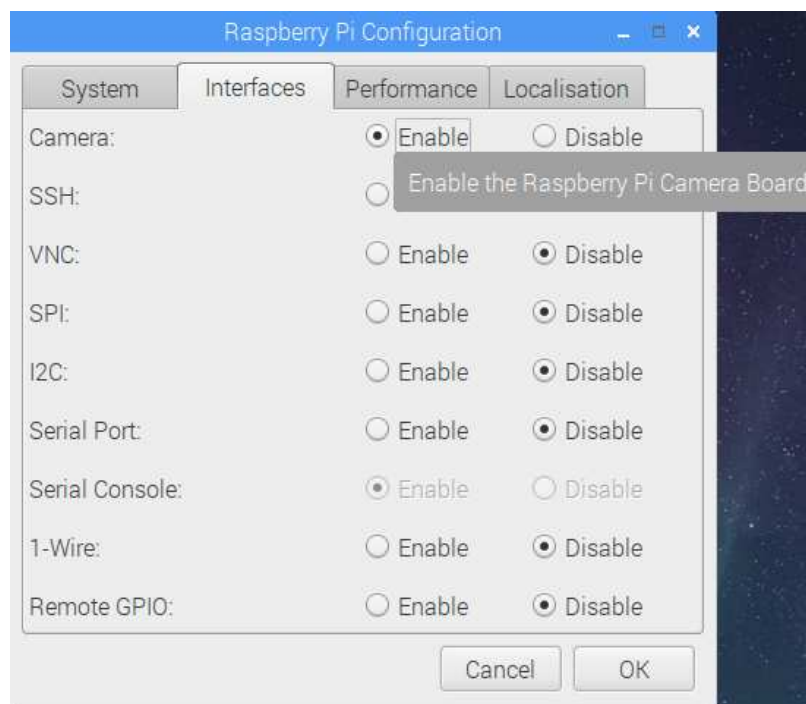 Raspberry Pi Configuration
System Interfaces Performance Localisation
Camera: Enable Disable
Enable the Raspberry Pi Camera Board
SSH:
VNC: Enable Disable
SPI: Enable Disable
I2C: Enable Disable
Serial Port: Enable Disable
Serial Console: Enable Disable
1-Wire: Enable Disable
Remote GPIO: Enable Disable
Cancel OK